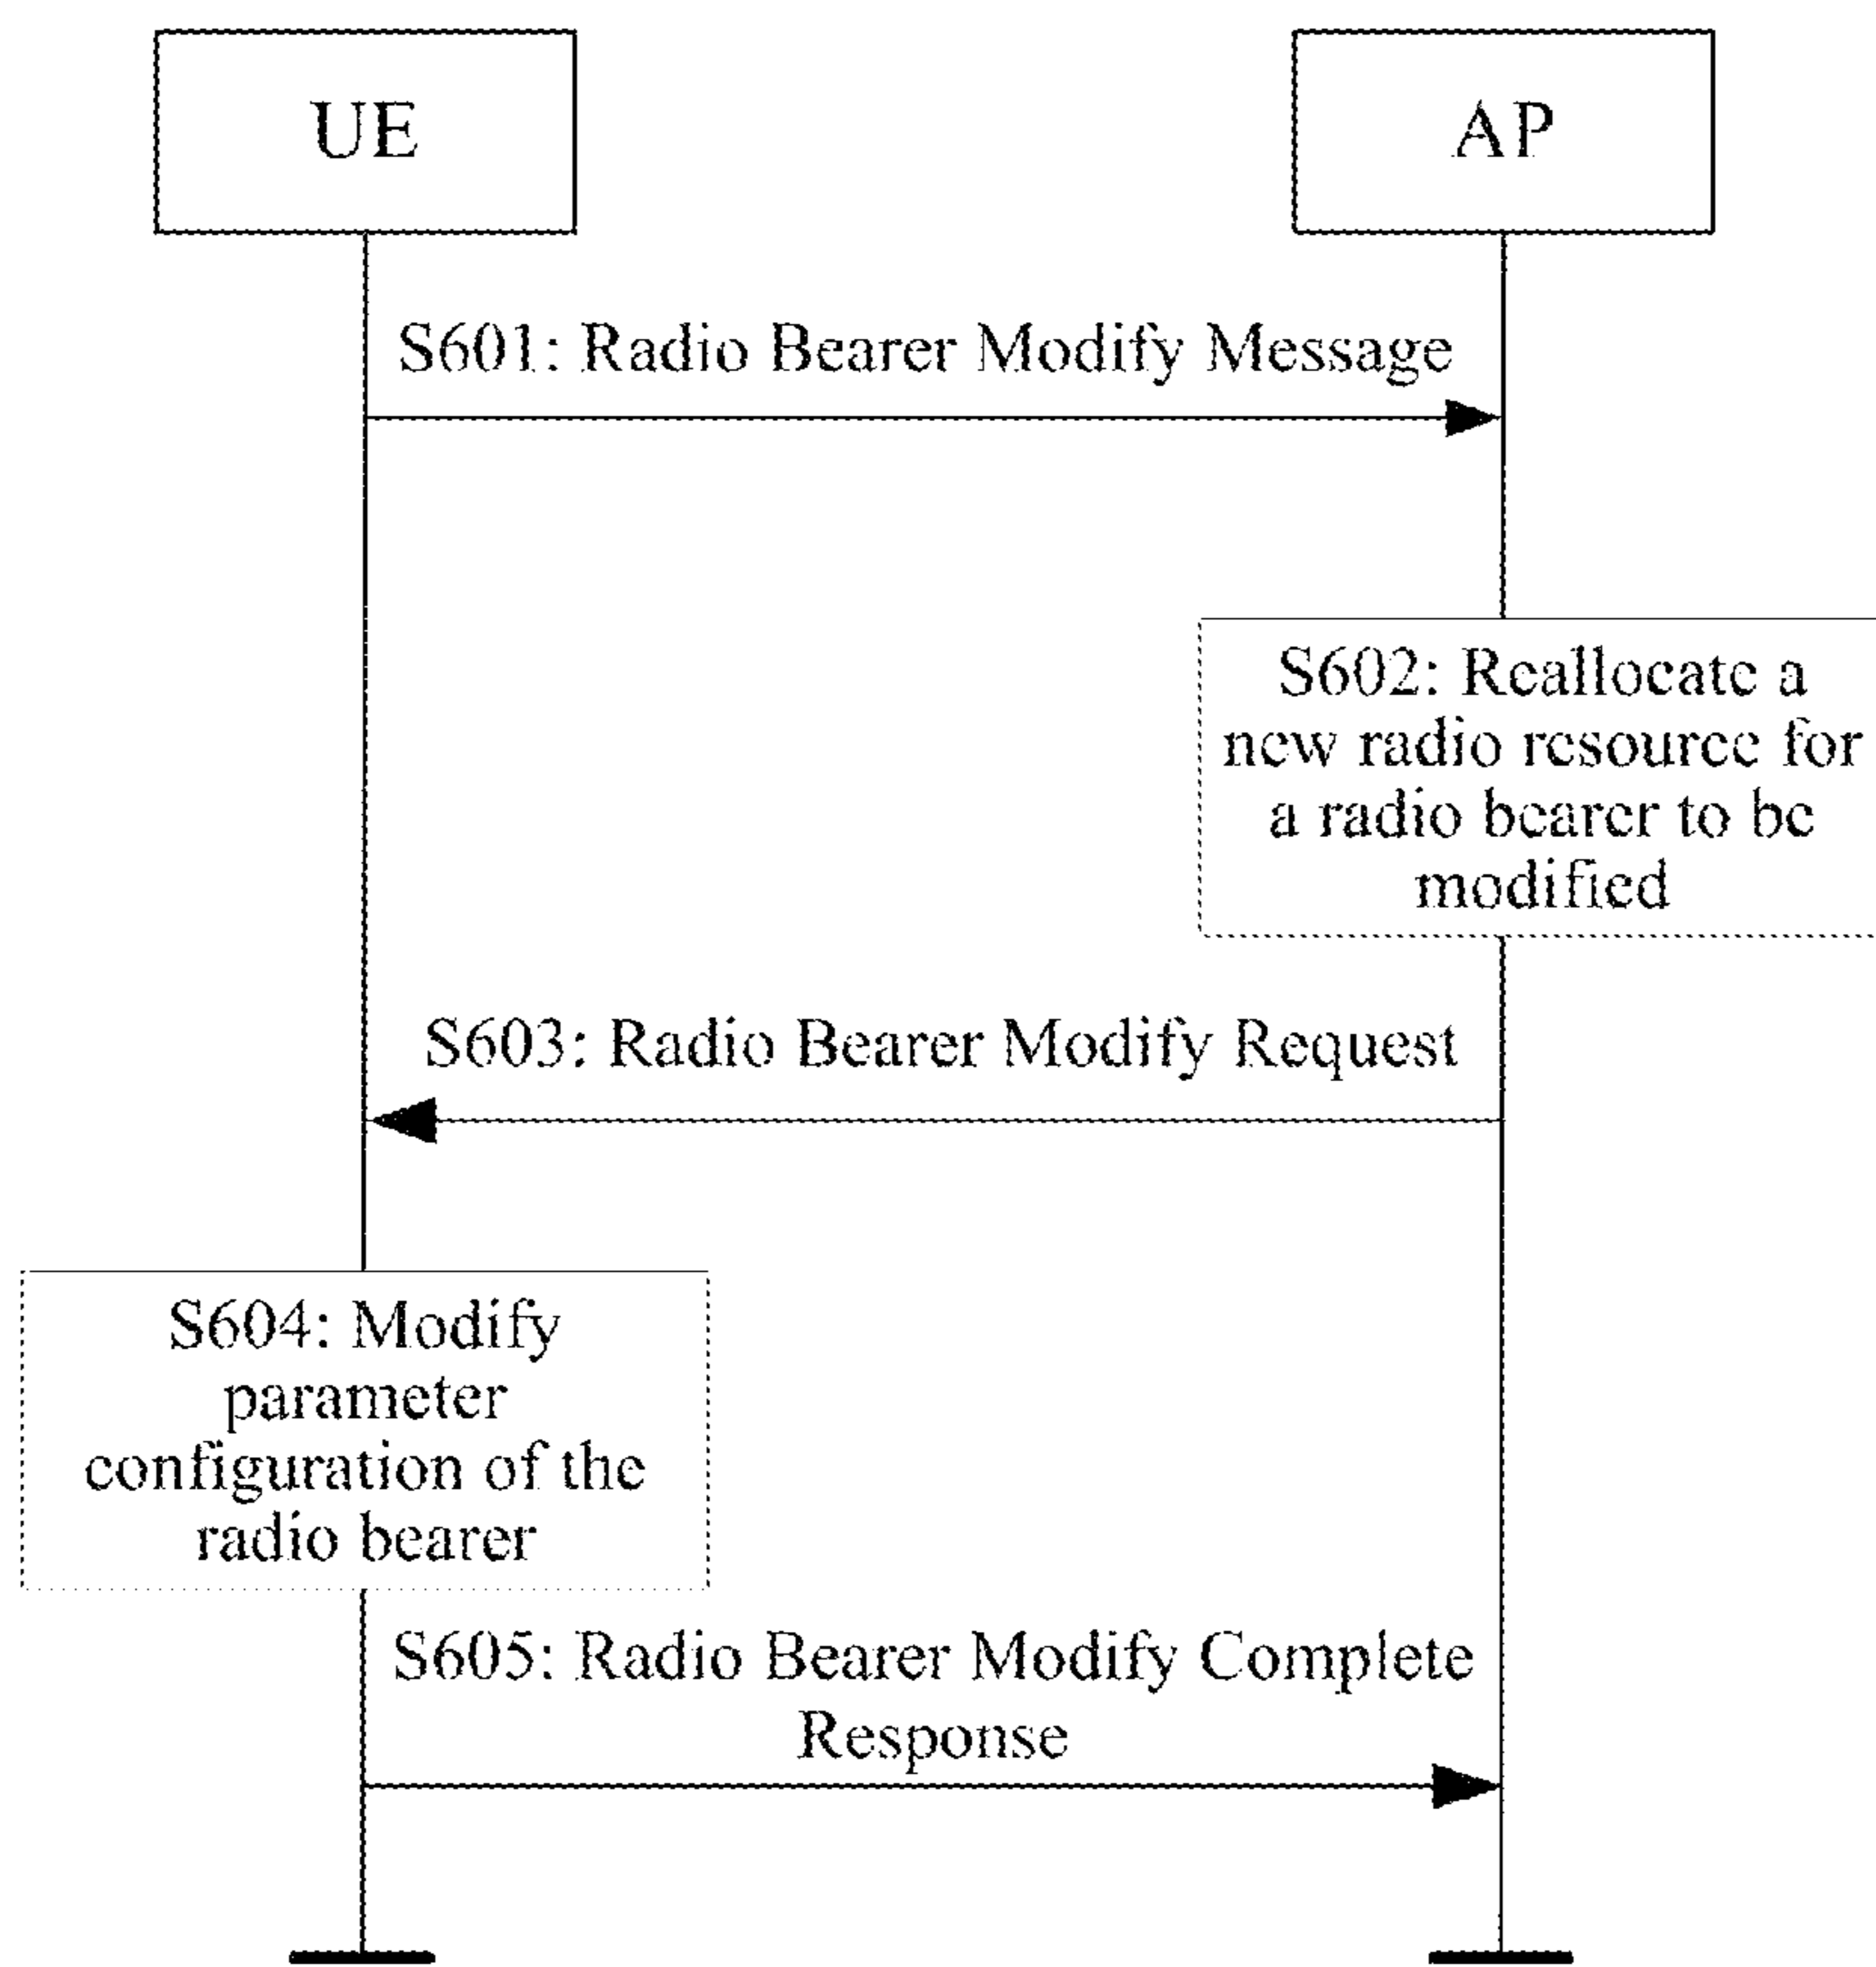 UE
AP
S601: Radio Bearer Modify Message
S602: Reallocate a
new radio resource for
a radio bearer to be
modified
S603: Radio Bearer Modify Request
S604: Modify
parameter
configuration of the
radio bearer
S605: Radio Bearer Modify Complete
Response